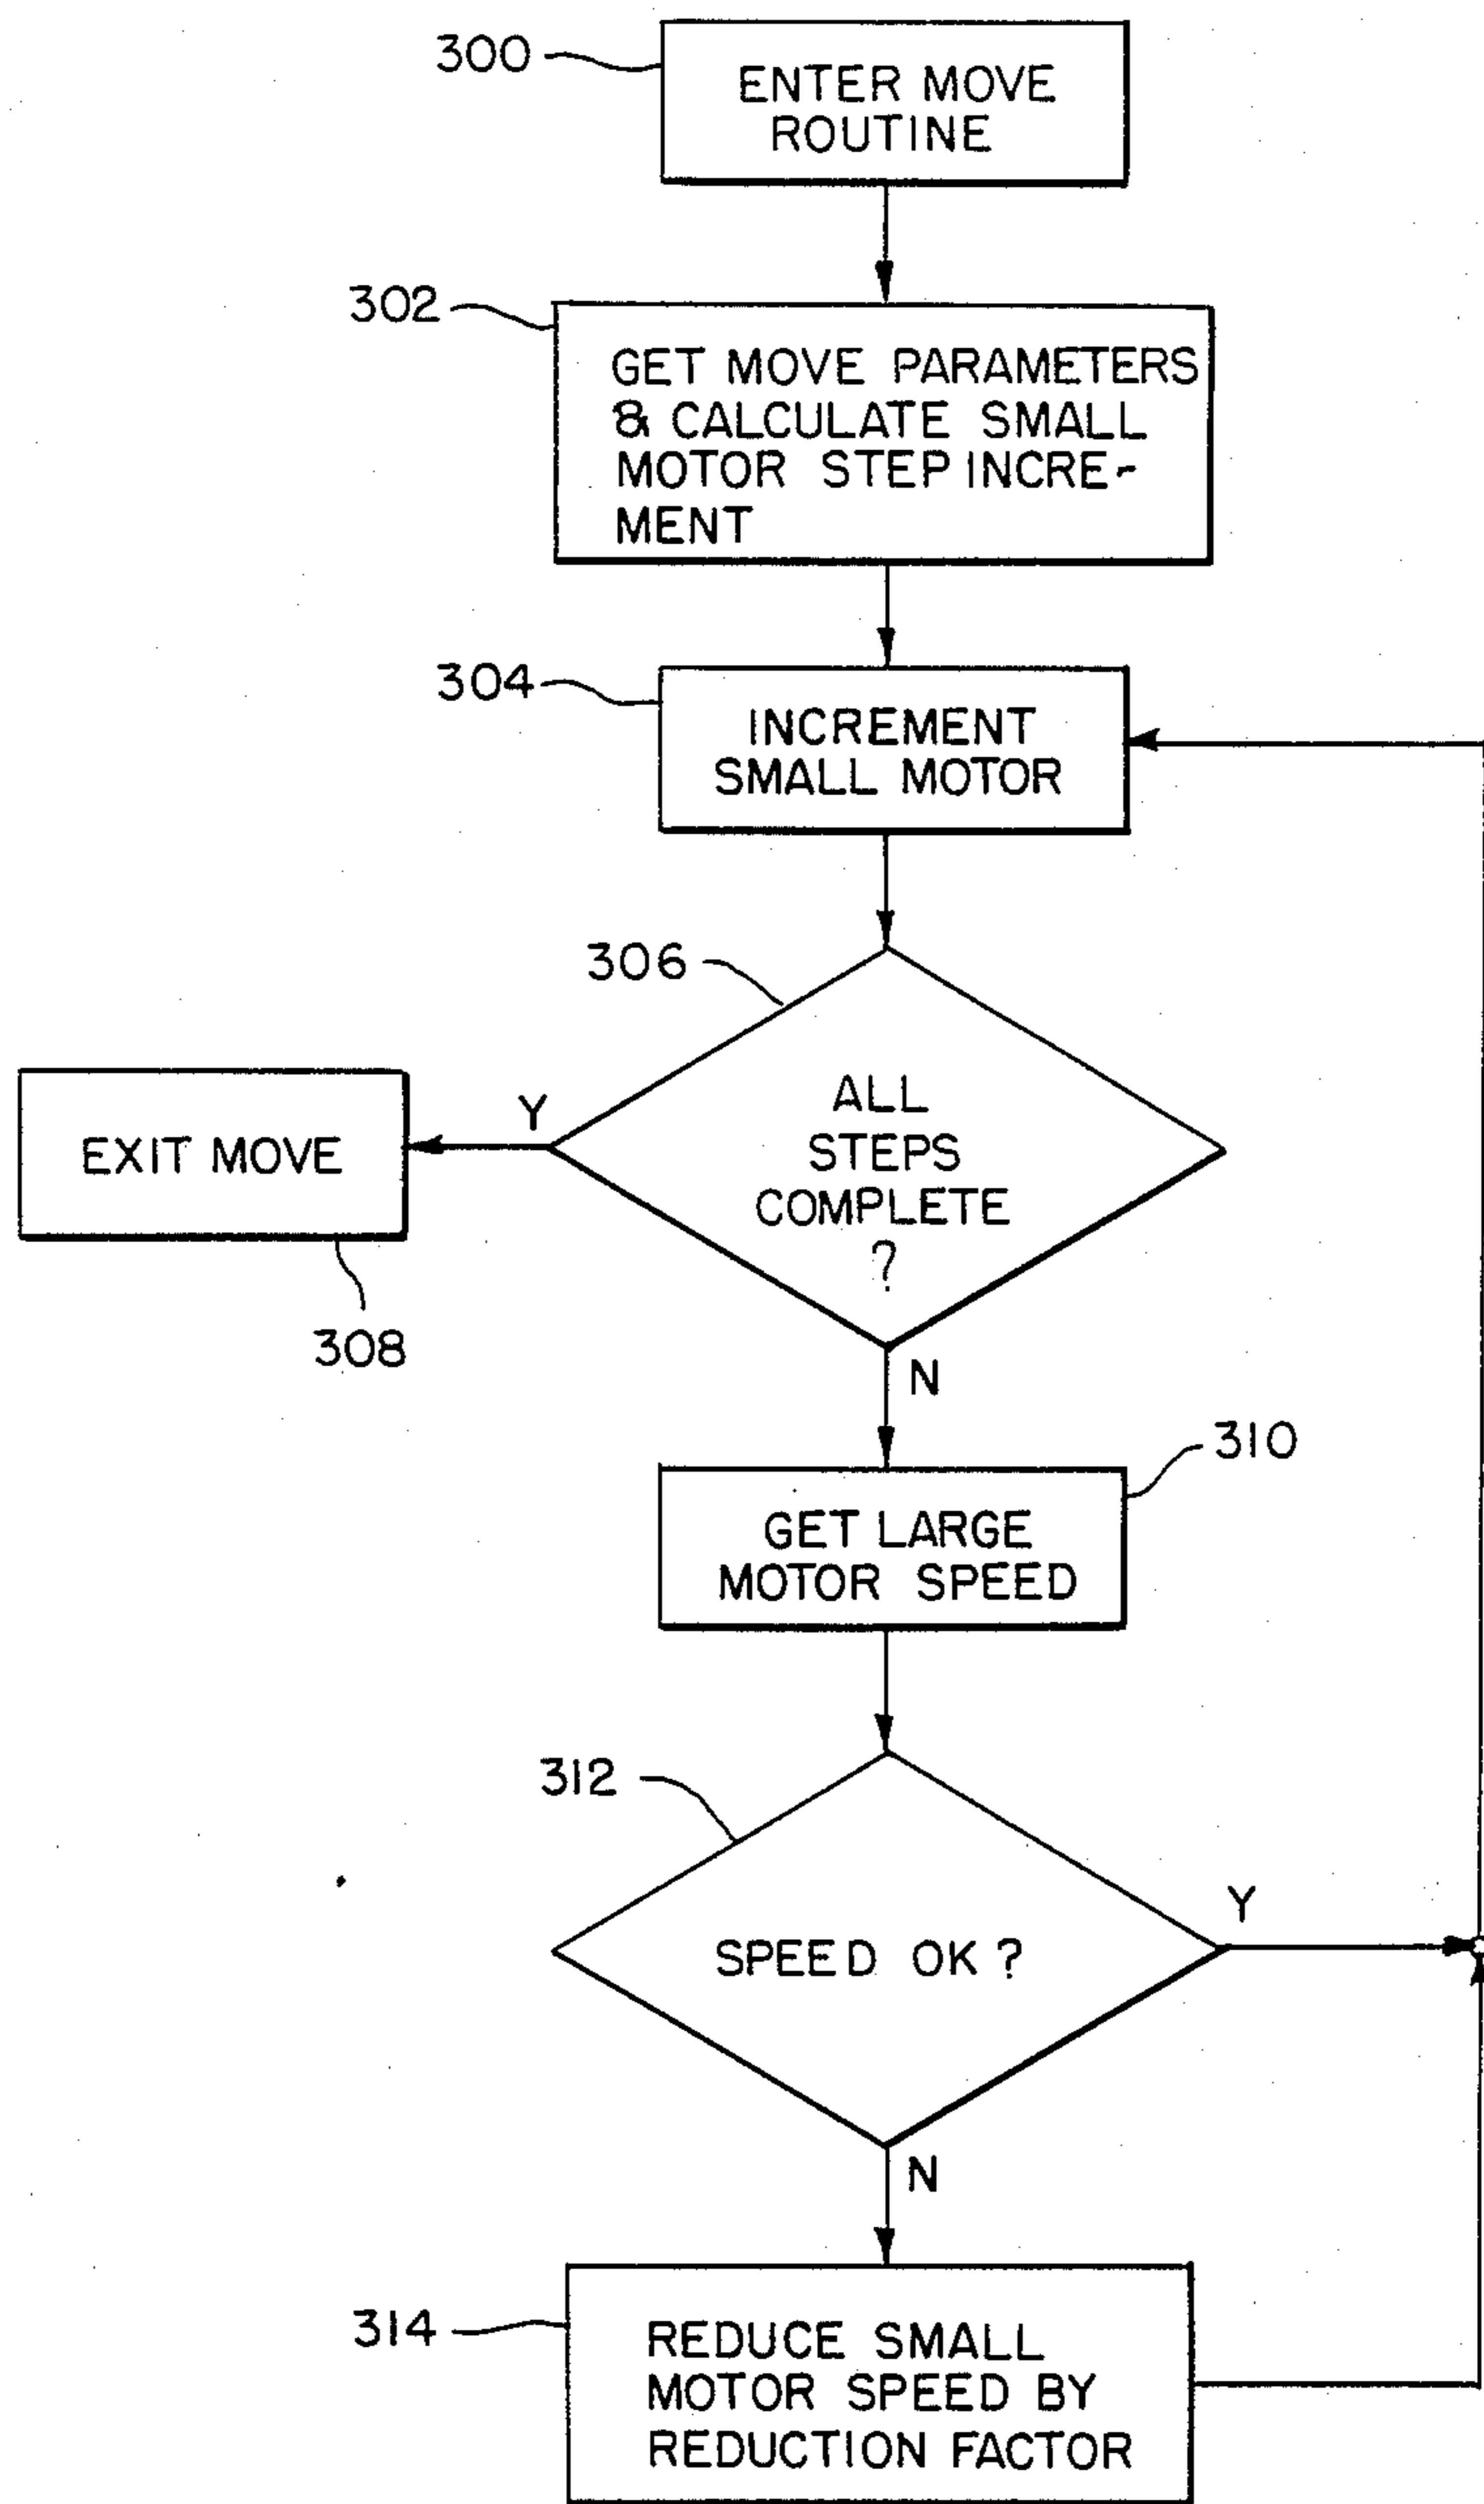 300
ENTER MOVE
ROUTINE
302
GET MOVE PARAMETERS
& CALCULATE SMALL
MOTOR STEP INCRE-
MENT
304
INCREMENT
SMALL MOTOR
306
ALL
STEPS
COMPLETE
?
Y
EXIT MOVE
308
N
310
GET LARGE
MOTOR SPEED
312
SPEED OK?
Y
N
314
REDUCE SMALL
MOTOR SPEED BY
REDUCTION FACTOR